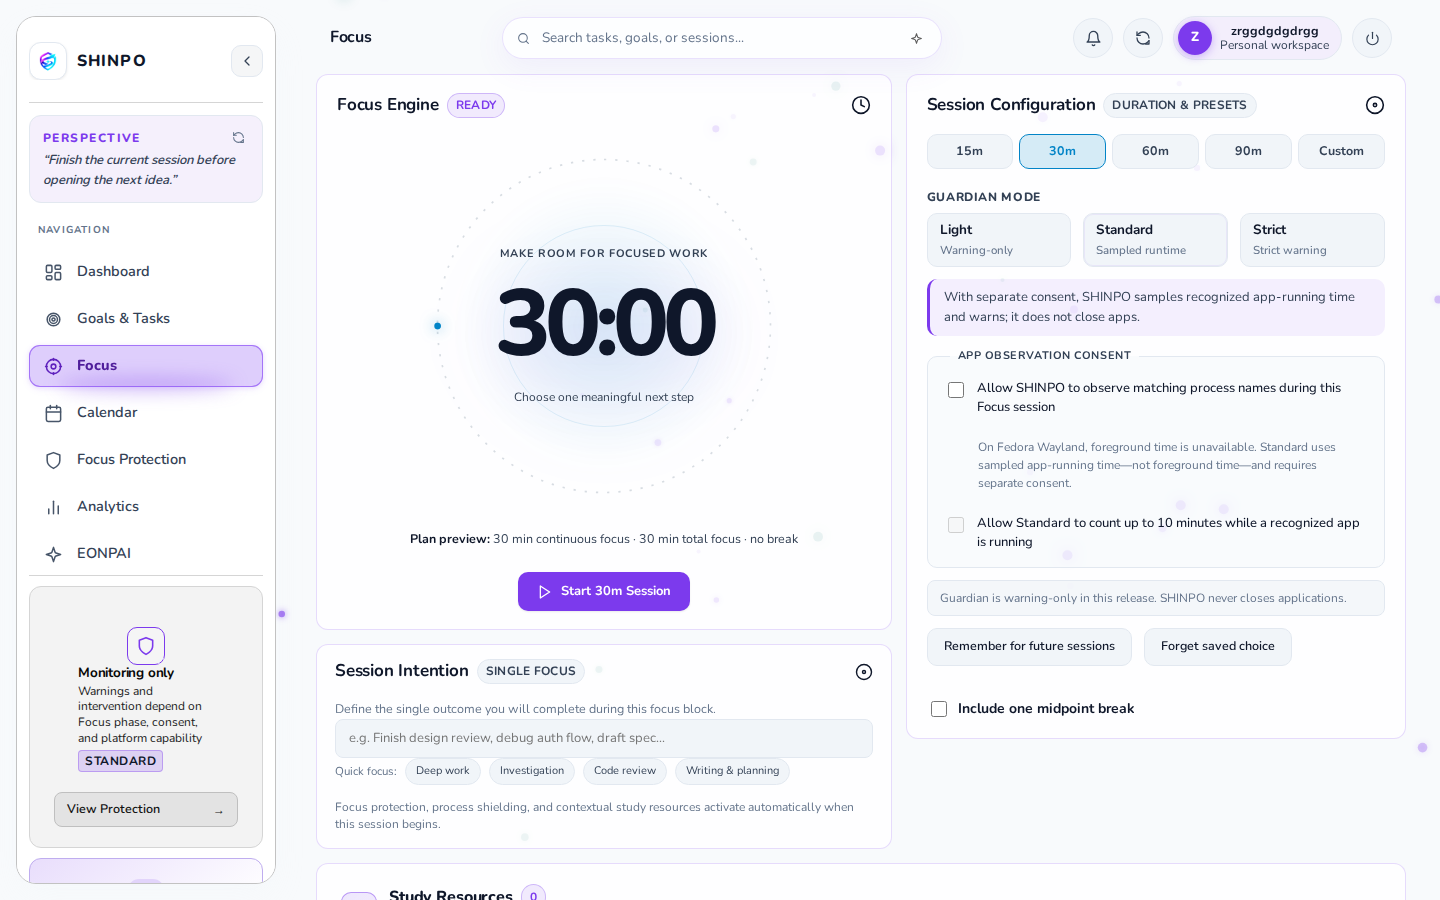 SHINPO
PERSPECTIVE
“Finish the current session before
opening the next idea.”
NAVIGATION
Dashboard
Goals & Tasks
Focus
Calendar
Focus Protection
Analytics
EONPAI
Monitoring only
Warnings and
intervention depend on
Focus phase, consent,
and platform capability
STANDARD
View Protection →
Focus
Search tasks, goals, or sessions...
Z
zrggdgdgdrgg
Personal workspace
Focus Engine READY
MAKE ROOM FOR FOCUSED WORK
30:00
Choose one meaningful next step
Plan preview: 30 min continuous focus · 30 min total focus · no break
Start 30m Session
Session Intention SINGLE FOCUS
Define the single outcome you will complete during this focus block.
e.g. Finish design review, debug auth flow, draft spec...
Quick focus: Deep work Investigation Code review Writing & planning
Focus protection, process shielding, and contextual study resources activate automatically when
this session begins.
Session Configuration DURATION & PRESETS
15m 30m 60m 90m Custom
GUARDIAN MODE
Light
Warning-only
Standard
Sampled runtime
Strict
Strict warning
With separate consent, SHINPO samples recognized app-running time
and warns; it does not close apps.
APP OBSERVATION CONSENT
Allow SHINPO to observe matching process names during this
Focus session
On Fedora Wayland, foreground time is unavailable. Standard uses
sampled app-running time—not foreground time—and requires
separate consent.
Allow Standard to count up to 10 minutes while a recognized app
is running
Guardian is warning-only in this release. SHINPO never closes applications.
Remember for future sessions Forget saved choice
Include one midpoint break
Study Resources 0